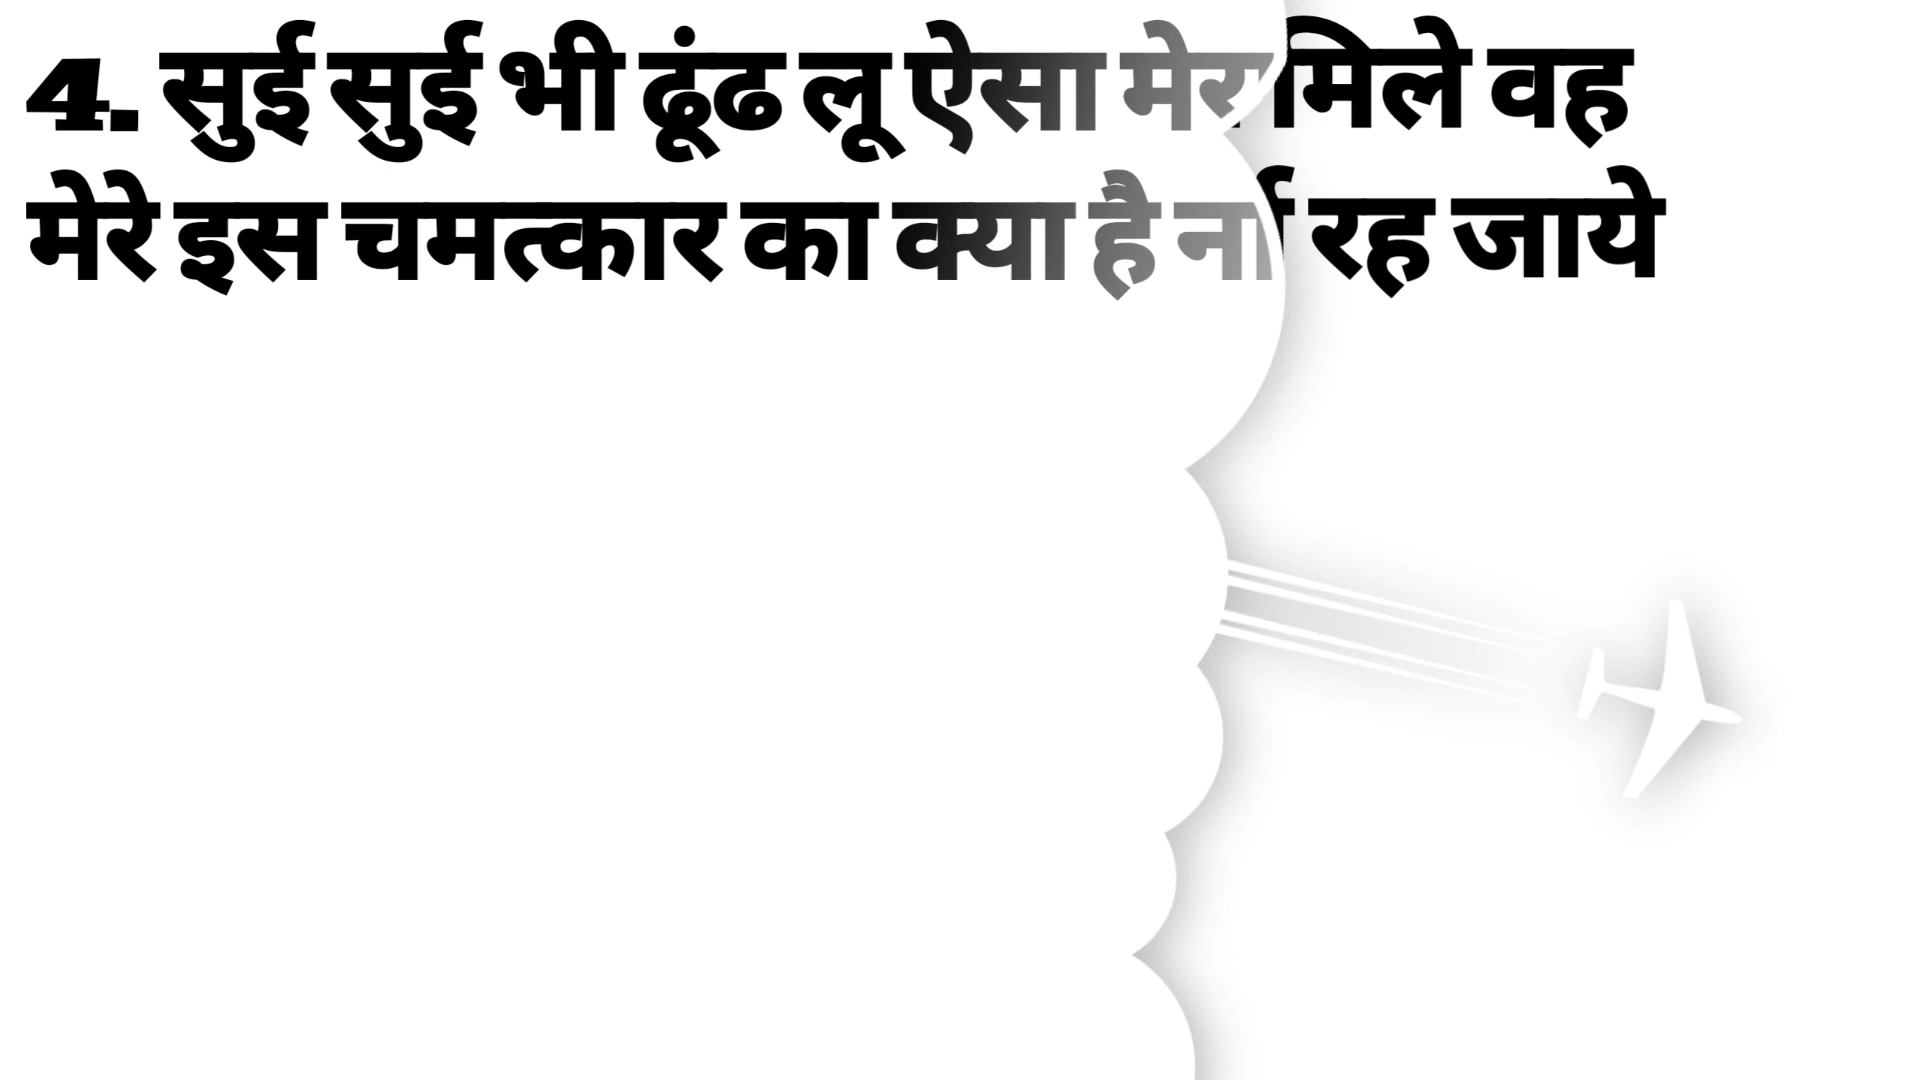 4. सुई सुई भी ढूंढ लू ऐसा मेरा मिले वह
मेरे इस चमत्कार का क्या है रह जाये